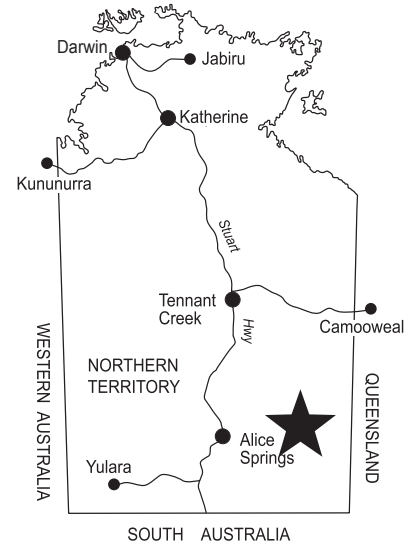 Darwin
Jabiru
Katherine
Kununurra
Stuart
Tennant
Creek
Hwy
Camooweal
WESTERN AUSTRALIA
NORTHERN
TERRITORY
QUEENSLAND
Alice
Springs
Yulara
SOUTH AUSTRALIA